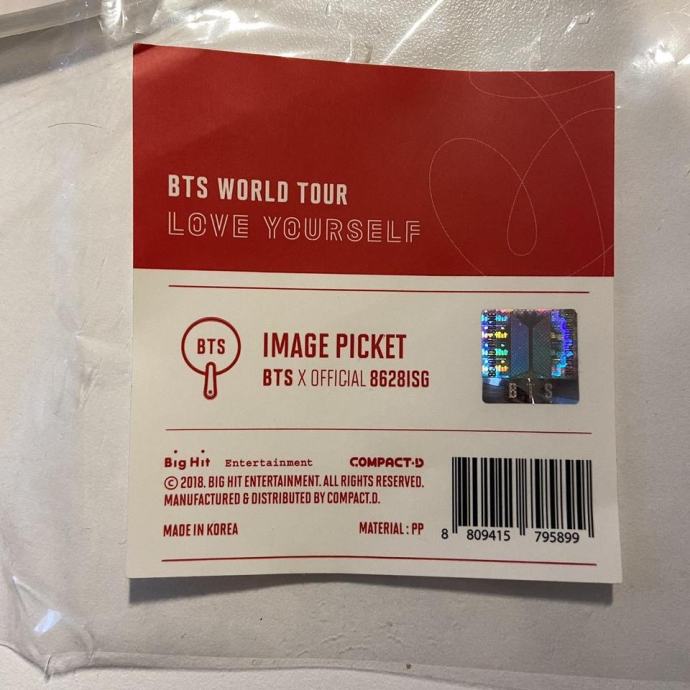 BTS WORLD TOUR
LOVE YOURSELF
BTS
IMAGE PICKET
BTS X OFFICIAL 8628ISG
BTS
Big Hit Entertainment COMPACT·D
© 2018. BIG HIT ENTERTAINMENT. ALL RIGHTS RESERVED.
MANUFACTURED & DISTRIBUTED BY COMPACT.D.
MADE IN KOREA MATERIAL : PP
8 809415 795899